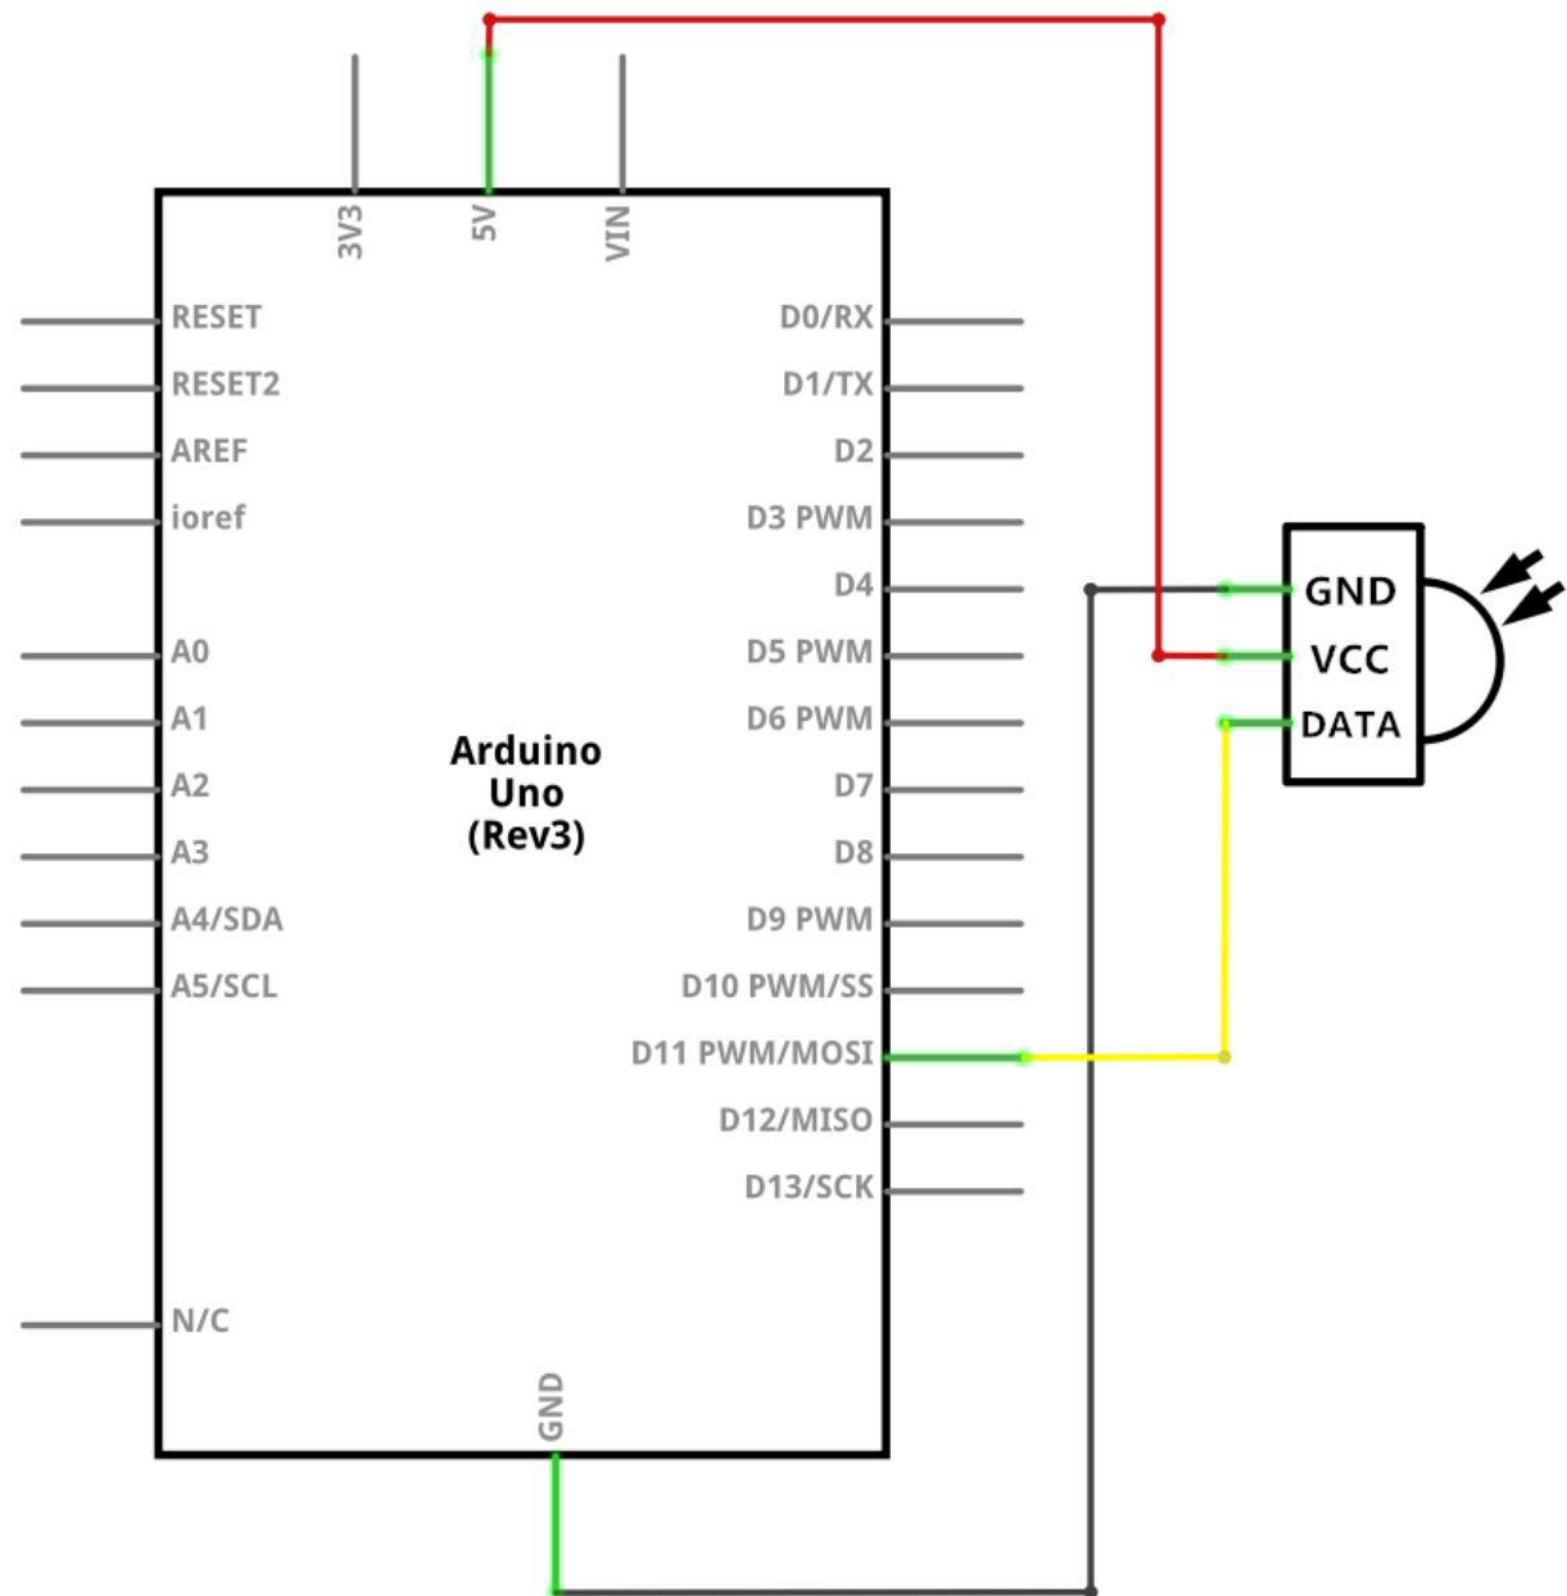 3V3
5V
VIN
RESET
RESET2
AREF
ioref
A0
A1
A2
A3
A4/SDA
A5/SCL
N/C
Arduino
Uno
(Rev3)
D0/RX
D1/TX
D2
D3 PWM
D4
D5 PWM
D6 PWM
D7
D8
D9 PWM
D10 PWM/SS
D11 PWM/MOSI
D12/MISO
D13/SCK
GND
GND
VCC
DATA